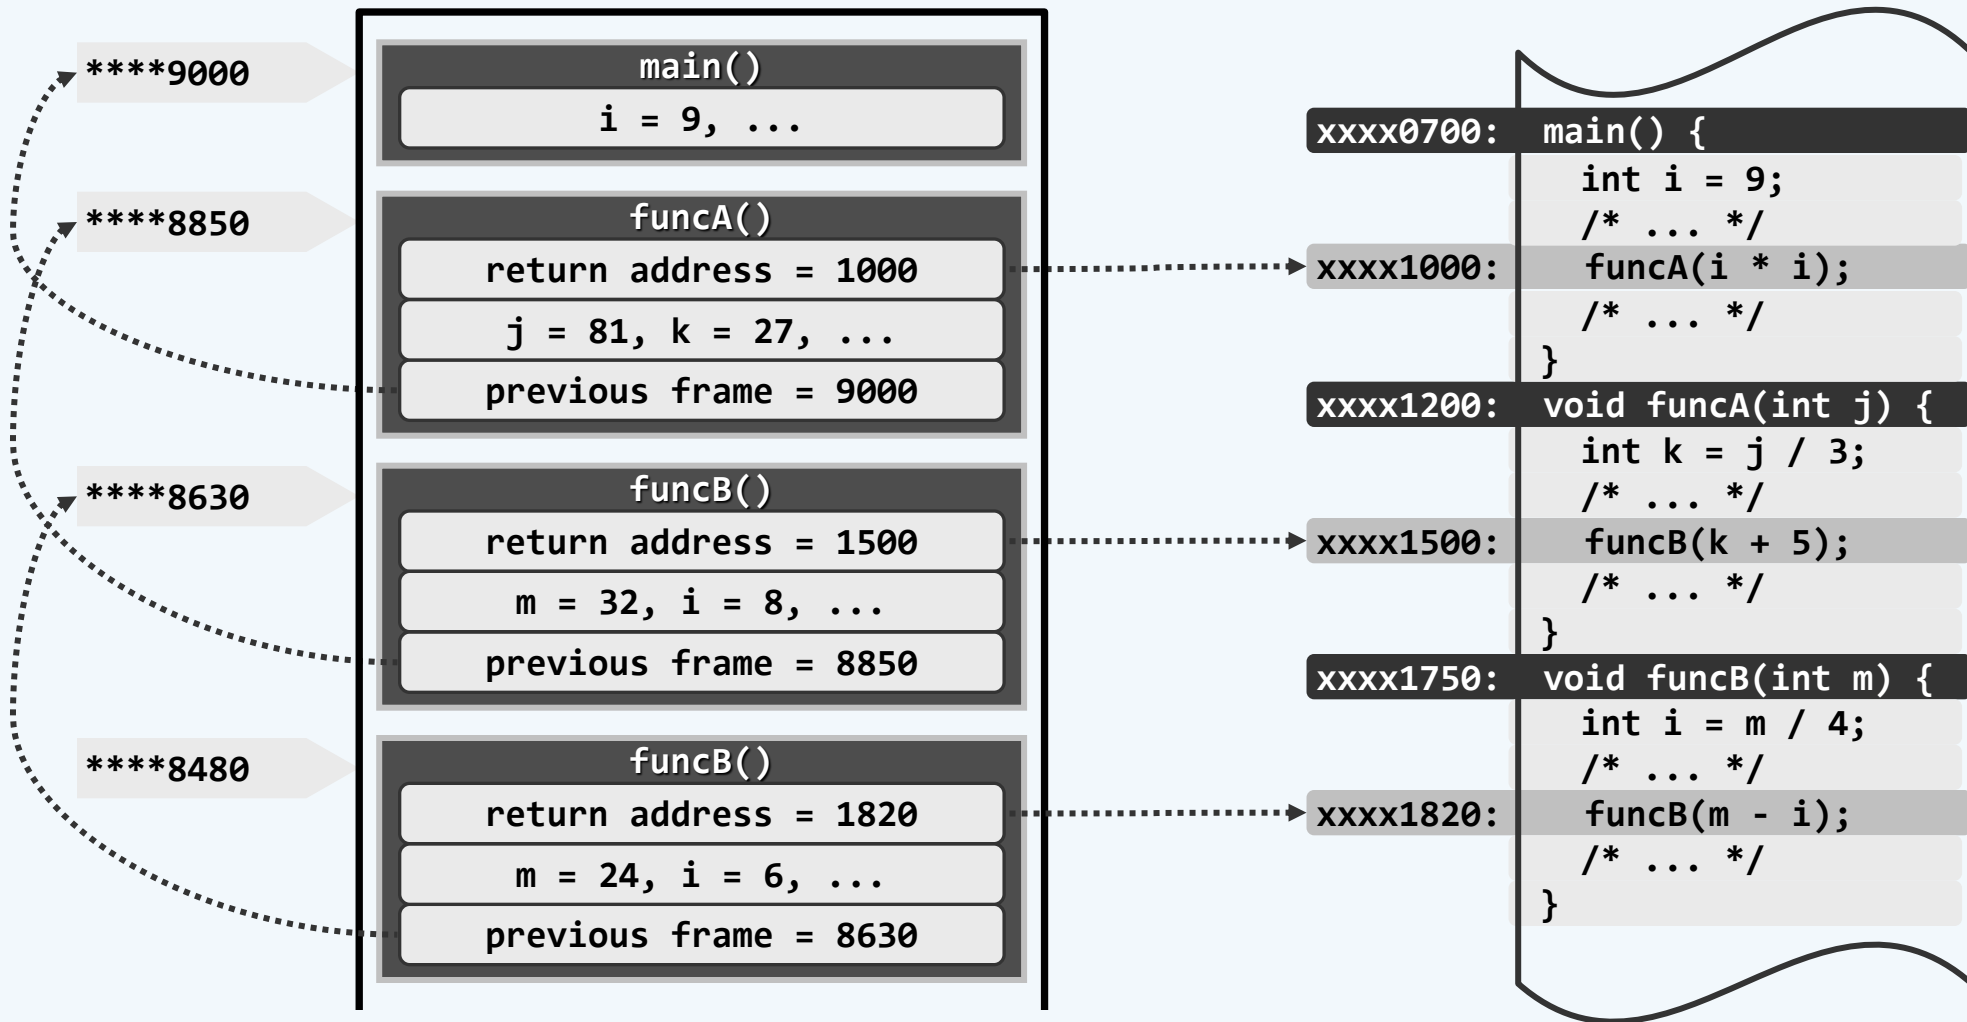 ****9000
main()
i = 9, ...
****8850
funcA()
return address = 1000
j = 81, k = 27, ...
previous frame = 9000
****8630
funcB()
return address = 1500
m = 32, i = 8, ...
previous frame = 8850
****8480
funcB()
return address = 1820
m = 24, i = 6, ...
previous frame = 8630
xxxx0700: main() {
int i = 9;
/* ... */
xxxx1000: funcA(i * i);
/* ... */
}
xxxx1200: void funcA(int j) {
int k = j / 3;
/* ... */
xxxx1500: funcB(k + 5);
/* ... */
}
xxxx1750: void funcB(int m) {
int i = m / 4;
/* ... */
xxxx1820: funcB(m - i);
/* ... */
}